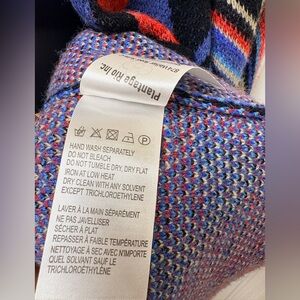 Plantage Rio Inc.
P
HAND WASH SEPARATELY
DO NOT BLEACH
DO NOT TUMBLE DRY, DRY FLAT
IRON AT LOW HEAT
DRY CLEAN WITH ANY SOLVENT
EXCEPT TRICHLOROETHYLENE
LAVER À LA MAIN SÉPARÉMENT
NE PAS JAVELLISER
SÉCHER À PLAT
REPASSER À FAIBLE TEMPÉRATURE
NETTOYAGE À SEC AVEC N'IMPORTE
QUEL SOLVANT SAUF LE
TRICHLOROETHYLÈNE